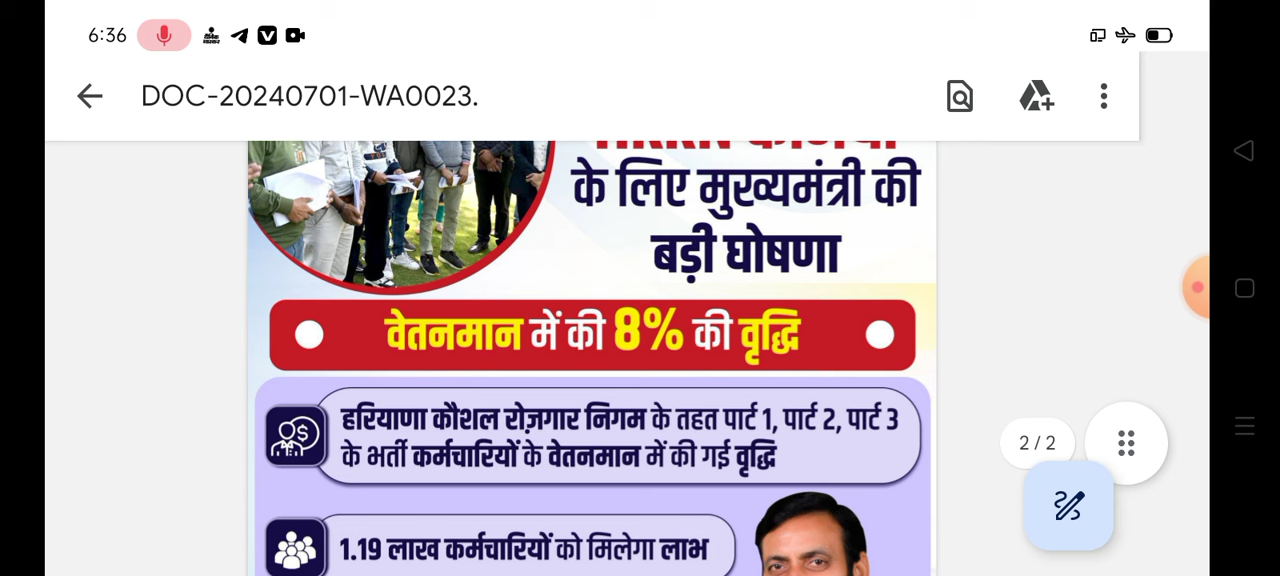 6:36
DOC-20240701-WA0023.
के लिए मुख्यमंत्री की
बड़ी घोषणा
वेतनमान में की 8% की वृद्धि
हरियाणा कौशल रोज़गार निगम के तहत पार्ट 1, पार्ट 2, पार्ट 3
के भर्ती कर्मचारियों के वेतनमान में की गई वृद्धि
2 / 2
1.19 लाख कर्मचारियों को मिलेगा लाभ